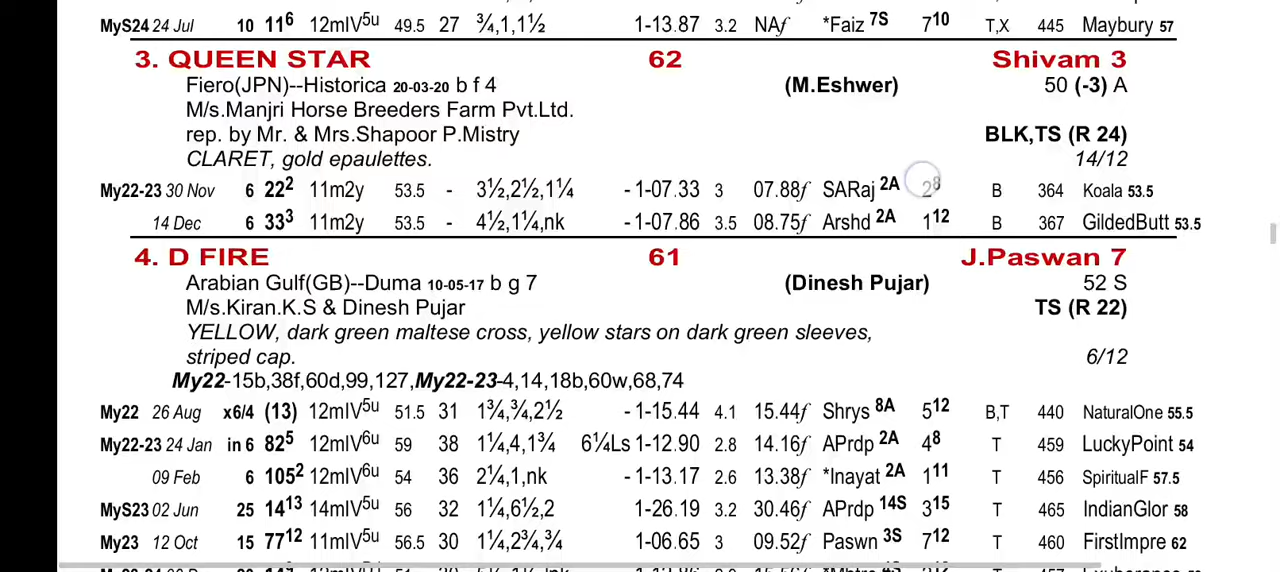 MyS24 24 Jul 10 11⁶ 12mIV⁵ᵘ 49.5 27 ¾,1,1½ 1-13.87 3.2 NAf *Faiz 7S 7¹⁰ T,X 445 Maybury 57
3. QUEEN STAR 62 Shivam 3
Fiero(JPN)--Historica 20-03-20 b f 4 (M.Eshwer) 50 (-3) A
M/s.Manjri Horse Breeders Farm Pvt.Ltd.
rep. by Mr. & Mrs.Shapoor P.Mistry BLK,TS (R 24)
CLARET, gold epaulettes. 14/12
My22-23 30 Nov 6 22² 11m2y 53.5 - 3½,2½,1¼ - 1-07.33 3 07.88f SARaj 2A 2⁸ B 364 Koala 53.5
14 Dec 6 33³ 11m2y 53.5 - 4½,1¼,nk - 1-07.86 3.5 08.75f Arshd 2A 1¹² B 367 GildedButt 53.5
4. D FIRE 61 J.Paswan 7
Arabian Gulf(GB)--Duma 10-05-17 b g 7 (Dinesh Pujar) 52 S
M/s.Kiran.K.S & Dinesh Pujar TS (R 22)
YELLOW, dark green maltese cross, yellow stars on dark green sleeves,
striped cap. 6/12
My22-15b,38f,60d,99,127,My22-23-4,14,18b,60w,68,74
My22 26 Aug x6/4 (13) 12mIV⁵ᵘ 51.5 31 1¾,¾,2½ - 1-15.44 4.1 15.44f Shrys 8A 5¹² B,T 440 NaturalOne 55.5
My22-23 24 Jan in 6 82⁵ 12mIV⁶ᵘ 59 38 1¼,4,1¾ 6¼Ls 1-12.90 2.8 14.16f APrdp 2A 4⁸ T 459 LuckyPoint 54
09 Feb 6 105² 12mIV⁶ᵘ 54 36 2¼,1,nk - 1-13.17 2.6 13.38f *Inayat 2A 1¹¹ T 456 SpiritualF 57.5
MyS23 02 Jun 25 14¹³ 14mIV⁵ᵘ 56 32 1¼,6½,2 - 1-26.19 3.2 30.46f APrdp 14S 3¹⁵ T 465 IndianGlor 58
My23 12 Oct 15 77¹² 11mIV⁵ᵘ 56.5 30 1¼,2¾,¾ - 1-06.65 3 09.52f Paswn 3S 7¹² T 460 FirstImpre 62